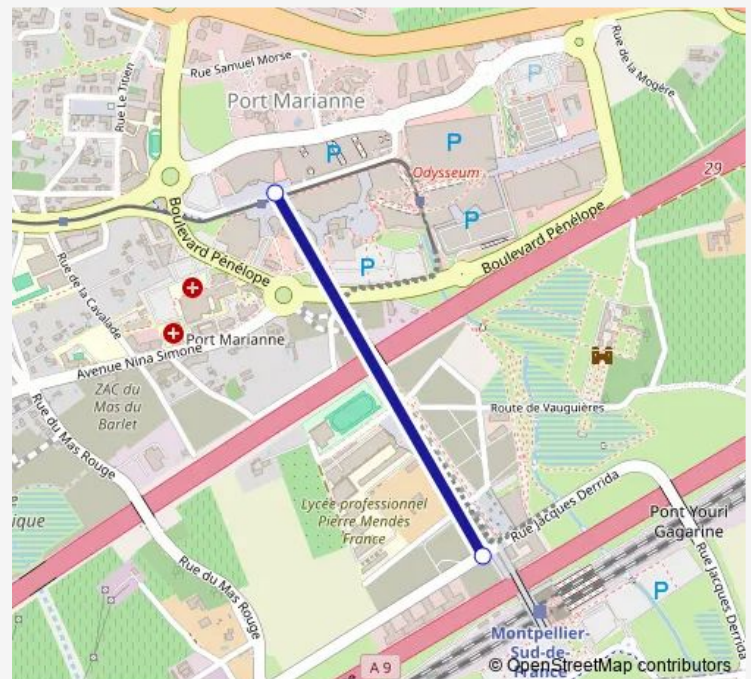 Rue Samuel Morse
Rue Le Titien
Port Marianne
Rue de la Mogère
P
P
P
Odysseum
29
P
P
Boulevard Pénélope
Boulevard Pénélope
Rue de la Cavalade
Port Marianne
Avenue Nina Simone
ZAC du
Mas du
Barlet
Rue du Mas Rouge
Route de Vauguières
ique
Lycée professionnel
Pierre Mendès
France
Rue Jacques Derrida
Pont Youri
Gagarine
Rue du Mas Rouge
Rue Jacques Derrida
P
Montpellier-
Sud-de-
France
A 9
© OpenStreetMap contributors